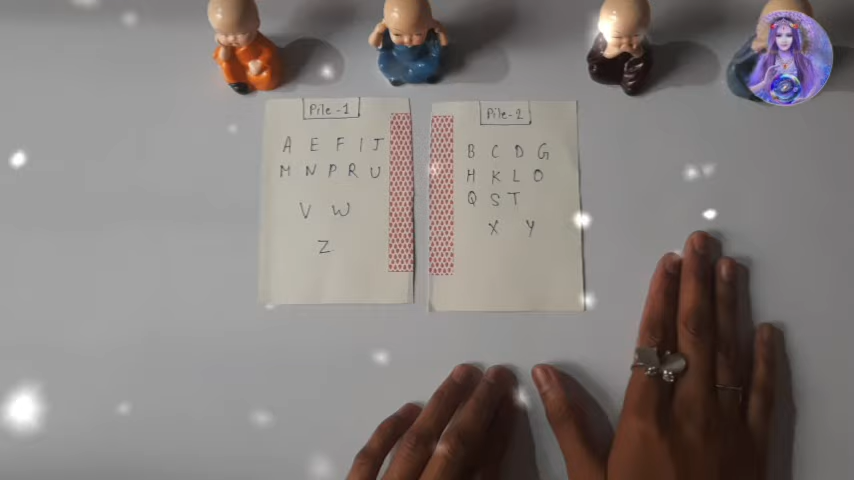 Pile-1
A E F I J
M N P R U
V W
Z
Pile-2
B C D G
H K L O
Q S T
X Y